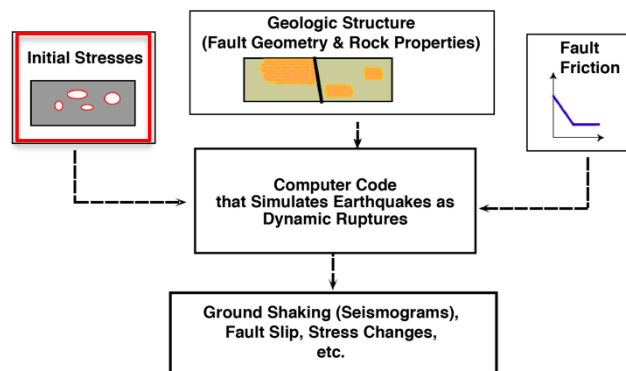 Initial Stresses
Geologic Structure
(Fault Geometry & Rock Properties)
Fault
Friction
Computer Code
that Simulates Earthquakes as
Dynamic Ruptures
Ground Shaking (Seismograms),
Fault Slip, Stress Changes,
etc.